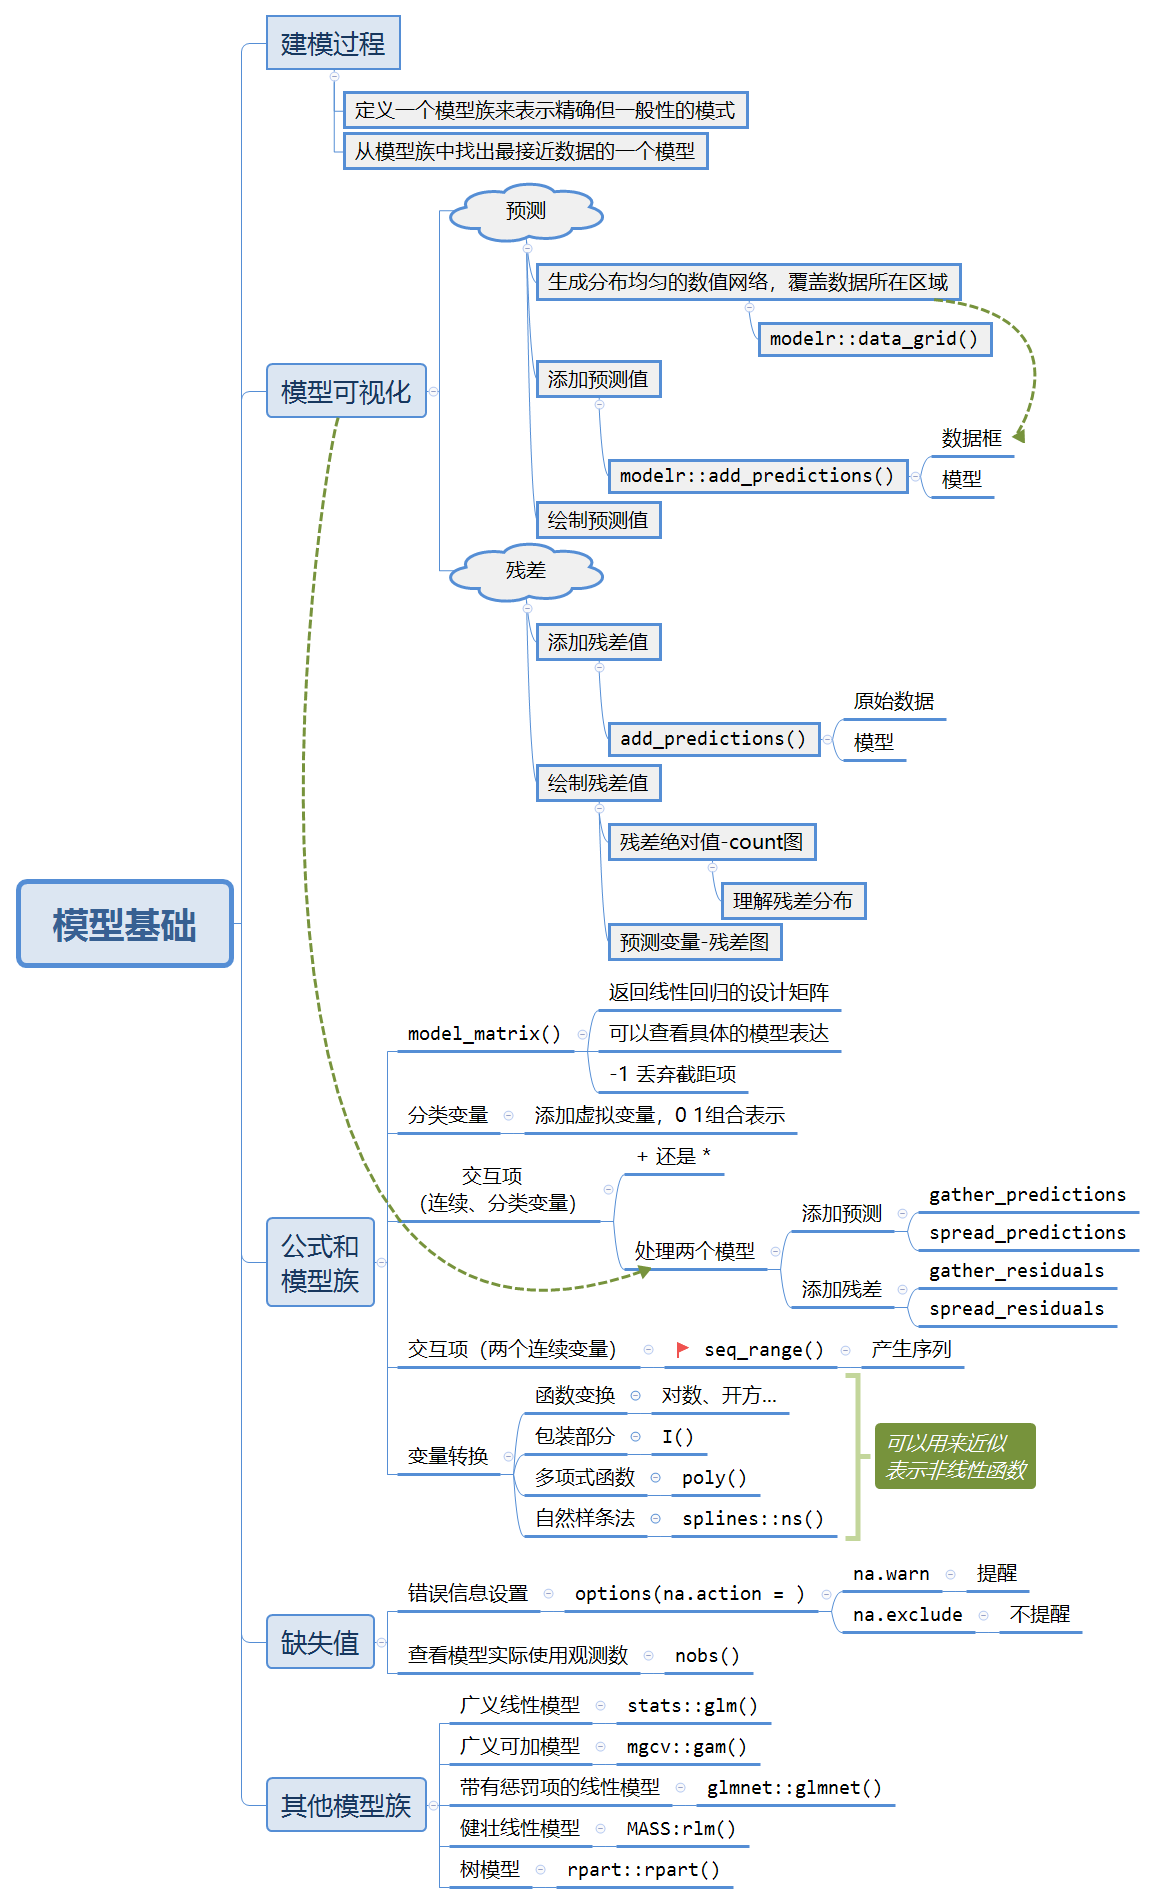 建模过程
定义一个模型族来表示精确但一般性的模式
从模型族中找出最接近数据的一个模型
预测
生成分布均匀的数值网络，覆盖数据所在区域
modelr::data_grid()
模型可视化
添加预测值
数据框
modelr::add_predictions()
模型
绘制预测值
残差
添加残差值
原始数据
add_predictions()
模型
绘制残差值
残差绝对值-count图
理解残差分布
模型基础
预测变量-残差图
返回线性回归的设计矩阵
model_matrix()
可以查看具体的模型表达
-1 丢弃截距项
分类变量
添加虚拟变量，0 1组合表示
+ 还是 *
交互项
（连续、分类变量）
公式和
模型族
处理两个模型
添加预测
gather_predictions
spread_predictions
添加残差
gather_residuals
spread_residuals
交互项（两个连续变量）
seq_range()
产生序列
函数变换
对数、开方...
包装部分
I()
变量转换
多项式函数
poly()
自然样条法
splines::ns()
可以用来近似
表示非线性函数
错误信息设置
options(na.action = )
na.warn
提醒
na.exclude
不提醒
缺失值
查看模型实际使用观测数
nobs()
广义线性模型
stats::glm()
广义可加模型
mgcv::gam()
其他模型族
带有惩罚项的线性模型
glmnet::glmnet()
健壮线性模型
MASS:rlm()
树模型
rpart::rpart()